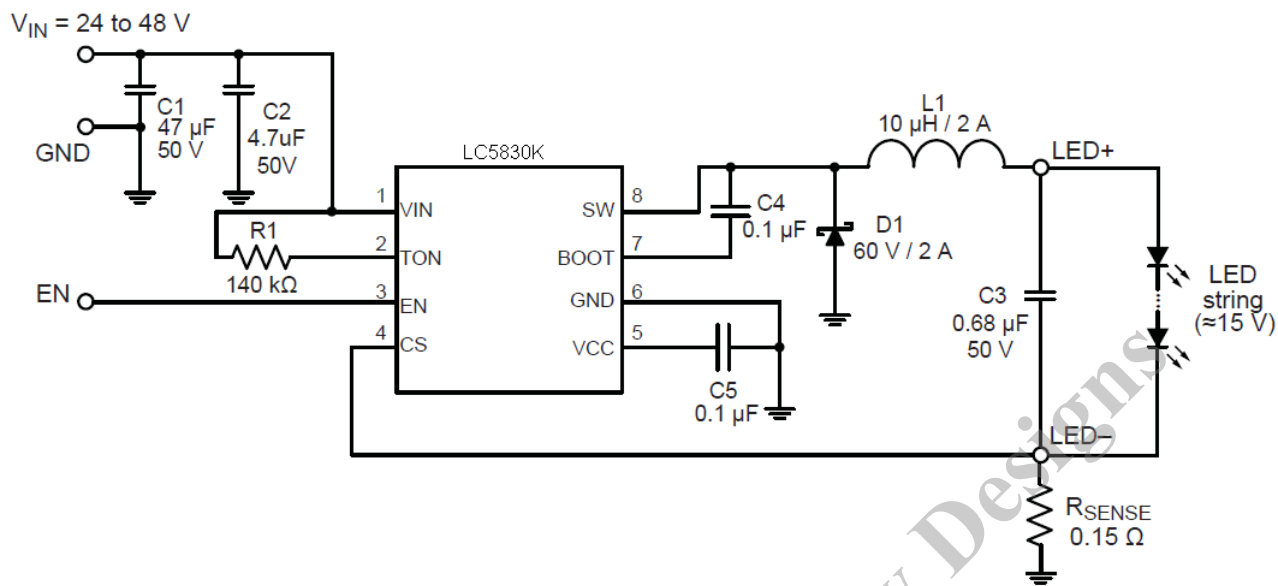 VIN = 24 to 48 V
GND
C1
47 µF
50 V
C2
4.7uF
50V
LC5830K
1
VIN
R1
140 kΩ
2
TON
EN
3
EN
4
CS
SW
8
BOOT
7
GND
6
VCC
5
C4
0.1 µF
C5
0.1 µF
D1
60 V / 2 A
L1
10 µH / 2 A
LED+
C3
0.68 µF
50 V
LED
string
(≈15 V)
LED–
RSENSE
0.15 Ω
Designs